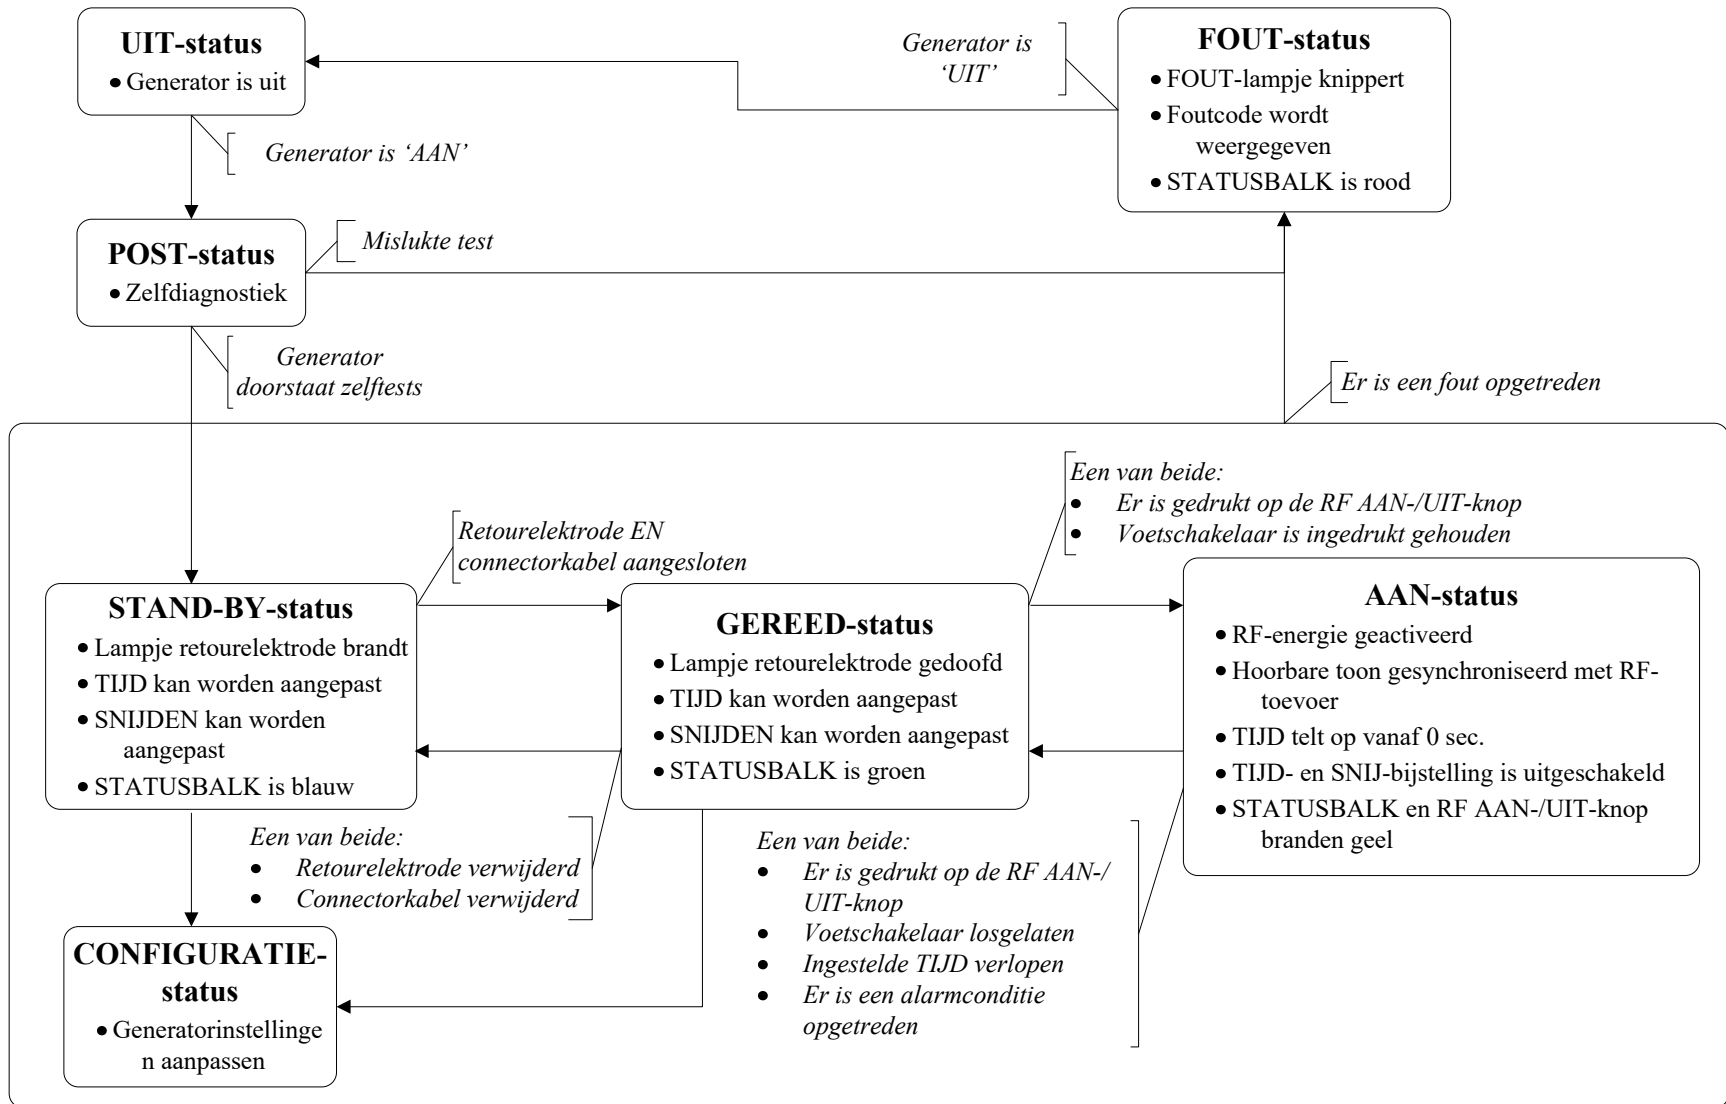 UIT-status
• Generator is uit
Generator is
‘UIT’
FOUT-status
• FOUT-lampje knippert
• Foutcode wordt
weergegeven
• STATUSBALK is rood
Generator is ‘AAN’
POST-status
• Zelfdiagnostiek
Mislukte test
Generator
doorstaat zelftests
Er is een fout opgetreden
Een van beide:
• Er is gedrukt op de RF AAN-/UIT-knop
• Voetschakelaar is ingedrukt gehouden
Retourelektrode EN
connectorkabel aangesloten
STAND-BY-status
• Lampje retourelektrode brandt
• TIJD kan worden aangepast
• SNIJDEN kan worden
aangepast
• STATUSBALK is blauw
GEREED-status
• Lampje retourelektrode gedoofd
• TIJD kan worden aangepast
• SNIJDEN kan worden aangepast
• STATUSBALK is groen
AAN-status
• RF-energie geactiveerd
• Hoorbare toon gesynchroniseerd met RF-
toevoer
• TIJD telt op vanaf 0 sec.
• TIJD- en SNIJ-bijstelling is uitgeschakeld
• STATUSBALK en RF AAN-/UIT-knop
branden geel
Een van beide:
• Retourelektrode verwijderd
• Connectorkabel verwijderd
Een van beide:
• Er is gedrukt op de RF AAN-/
UIT-knop
• Voetschakelaar losgelaten
• Ingestelde TIJD verlopen
• Er is een alarmconditie
opgetreden
CONFIGURATIE-
status
• Generatorinstellinge
n aanpassen